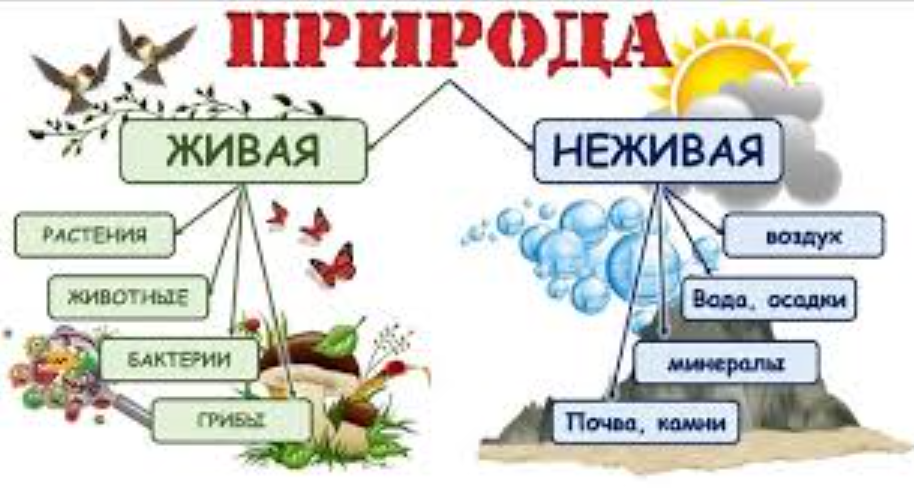 ПРИРОДА
ЖИВАЯ
НЕЖИВАЯ
РАСТЕНИЯ
ЖИВОТНЫЕ
БАКТЕРИИ
ГРИБЫ
воздух
Вода, осадки
минералы
Почва, камни